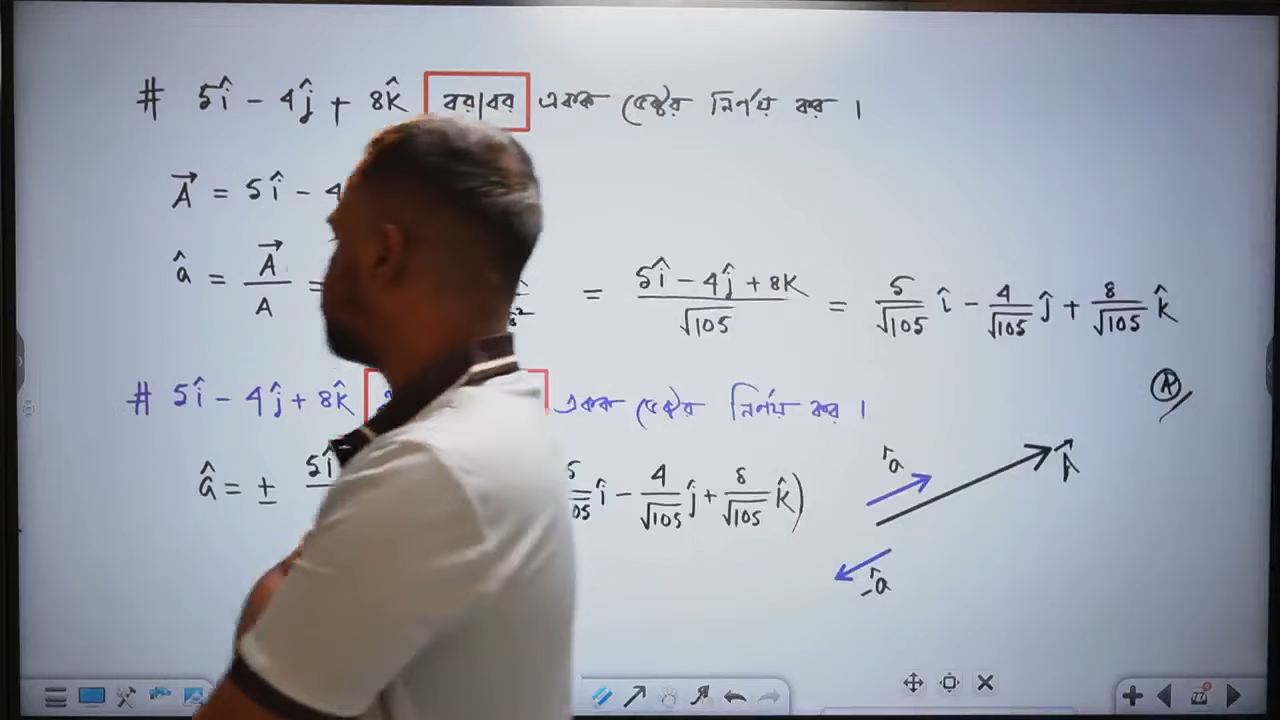 # 5î - 4ĵ + 8k̂ বরাবর একক ভেক্টর নির্ণয় কর ।
A⃗ = 5î - 4
â = A⃗/A = = (5î - 4ĵ + 8k)/√105 = 5/√105 î - 4/√105 ĵ + 8/√105 k̂
# 5î - 4ĵ + 8k̂ একক ভেক্টর নির্ণয় কর ।
â = ± 5î î - 4/√105 ĵ + 8/√105 k̂)
â
-â